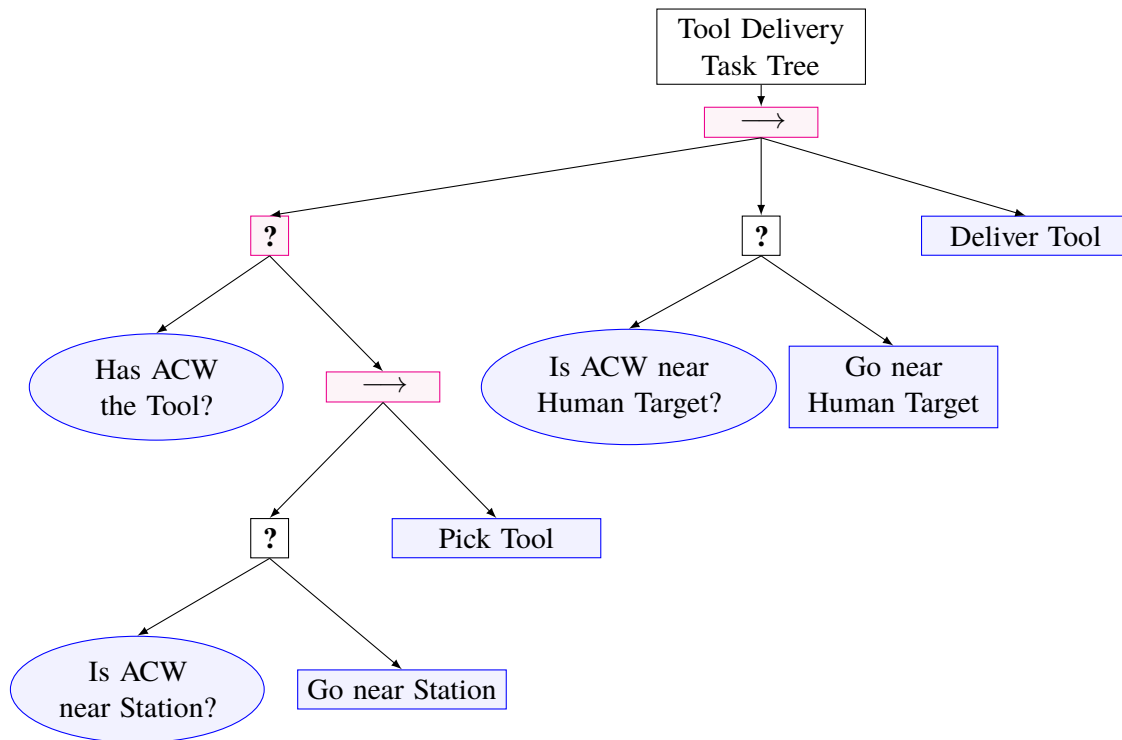 Tool Delivery
Task Tree
⟶
?
?
Deliver Tool
Has ACW
the Tool?
⟶
Is ACW near
Human Target?
Go near
Human Target
?
Pick Tool
Is ACW
near Station?
Go near Station